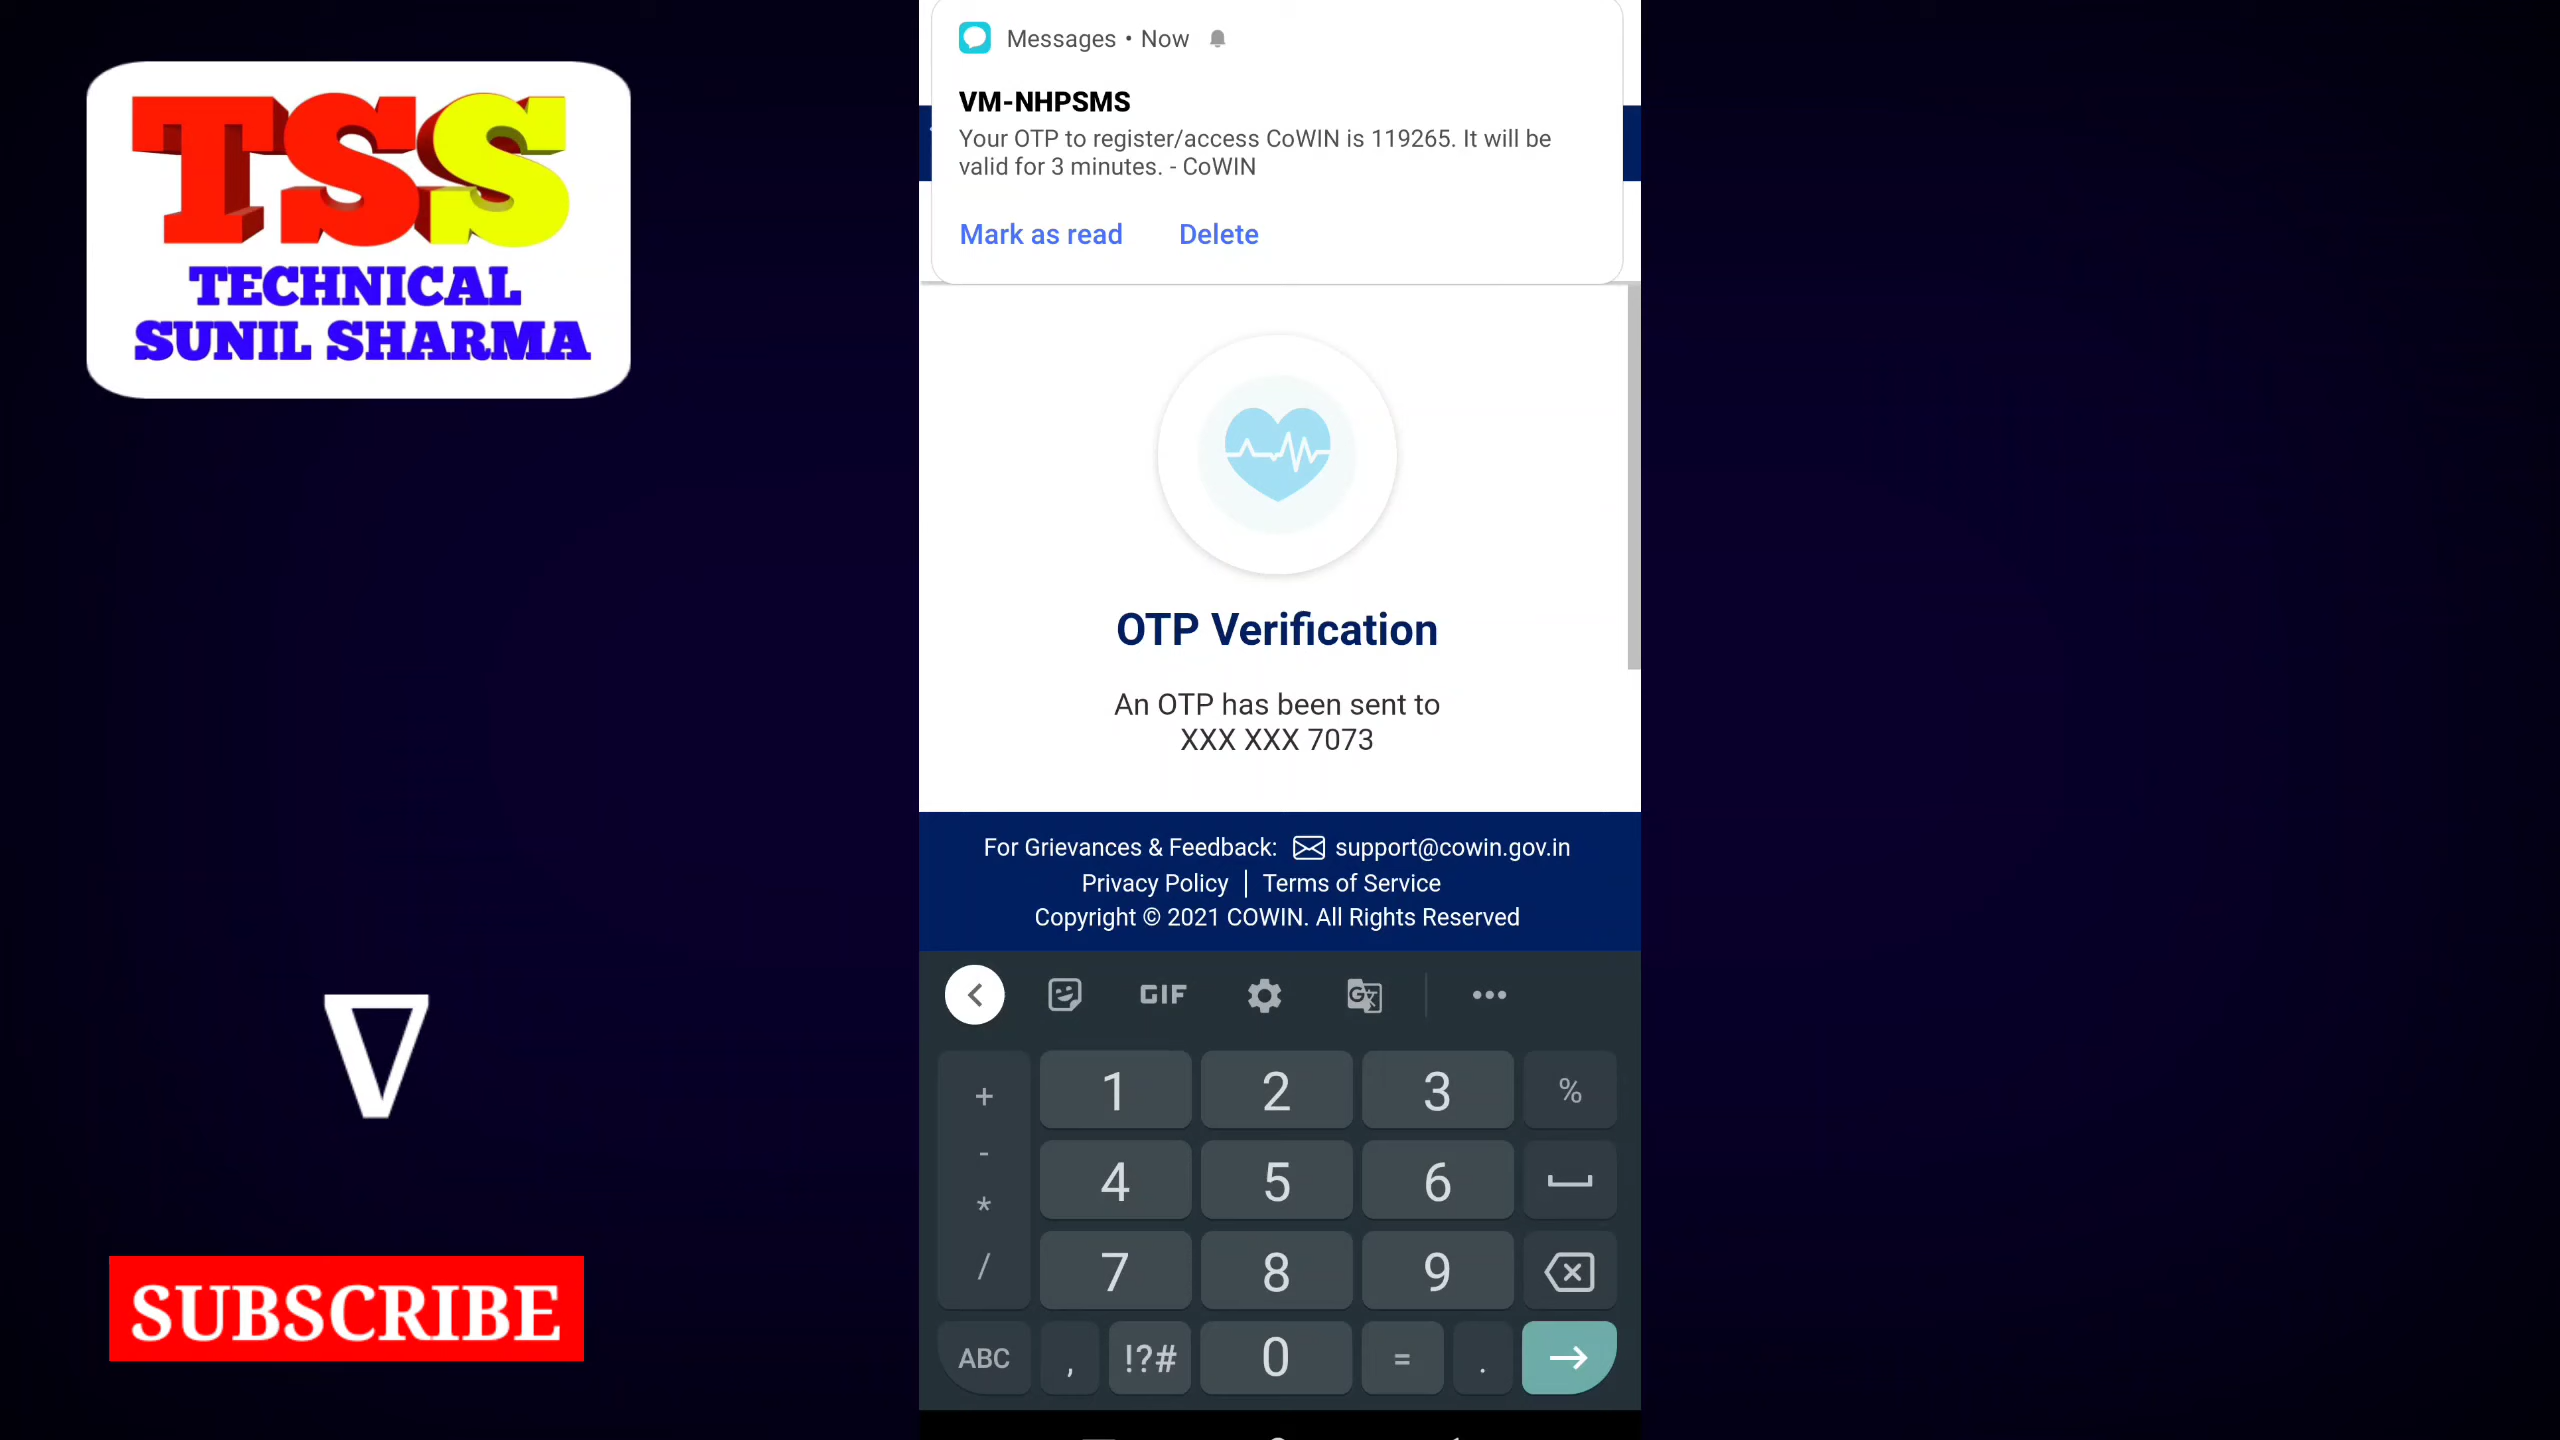 TSS
TECHNICAL
SUNIL SHARMA
SUBSCRIBE
Messages • Now
VM-NHPSMS
Your OTP to register/access CoWIN is 119265. It will be
valid for 3 minutes. - CoWIN
Mark as read Delete
OTP Verification
An OTP has been sent to
XXX XXX 7073
For Grievances & Feedback: support@cowin.gov.in
Privacy Policy | Terms of Service
Copyright © 2021 COWIN. All Rights Reserved
GIF
+ 1 2 3 %
- 4 5 6
*
/ 7 8 9
ABC , !?# 0 = .